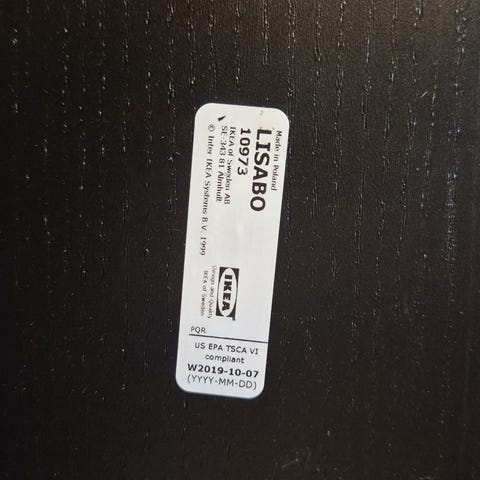 Made in Poland
LISABO
10973
IKEA of Sweden AB
SE 343 81 Älmhult
© Inter IKEA Systems B.V. 1999
IKEA
Design and Quality
IKEA of Sweden
PQR
US EPA TSCA VI
compliant
W2019-10-07
(YYYY-MM-DD)